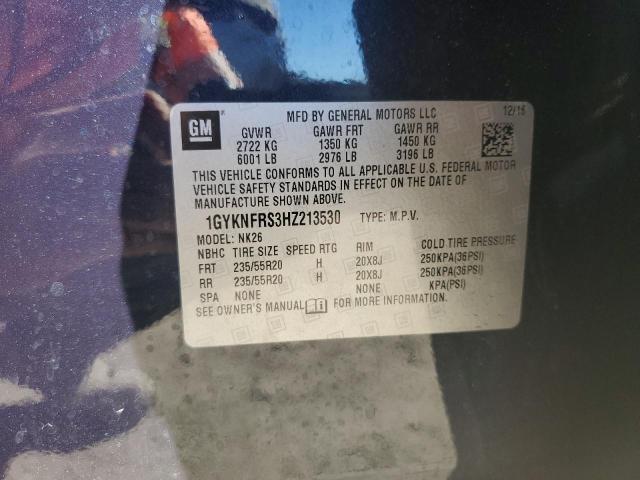 GM
MFD BY GENERAL MOTORS LLC
12/16
GVWR GAWR FRT GAWR RR
2722 KG 1350 KG 1450 KG
6001 LB 2976 LB 3196 LB
THIS VEHICLE CONFORMS TO ALL APPLICABLE U.S. FEDERAL MOTOR
VEHICLE SAFETY STANDARDS IN EFFECT ON THE DATE OF
MANUFACTURE SHOWN ABOVE.
1GYKNFRS3HZ213530 TYPE: M.P.V.
MODEL: NK26
NBHC TIRE SIZE SPEED RTG RIM COLD TIRE PRESSURE
FRT 235/55R20 H 20X8J 250KPA(36PSI)
RR 235/55R20 H 20X8J 250KPA(36PSI)
SPA NONE NONE KPA(PSI)
SEE OWNER'S MANUAL i FOR MORE INFORMATION.